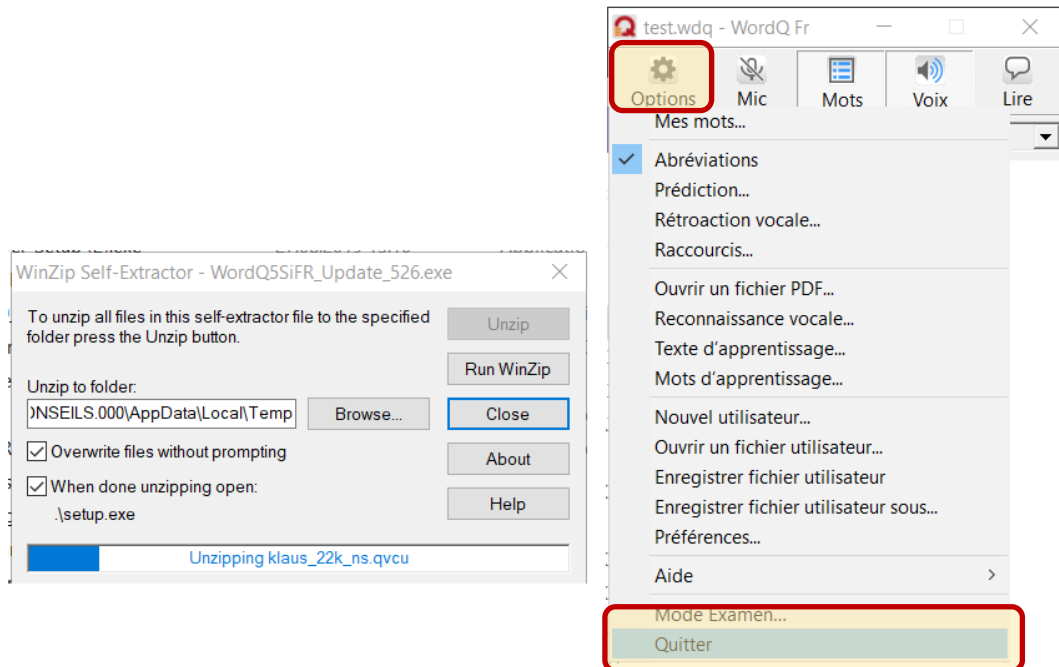 WinZip Self-Extractor - WordQ5SiFR_Update_526.exe
To unzip all files in this self-extractor file to the specified
folder press the Unzip button.
Unzip to folder:
ONSEILS.000\AppData\Local\Temp
Browse...
Overwrite files without prompting
When done unzipping open:
.\setup.exe
Unzip
Run WinZip
Close
About
Help
Unzipping klaus_22k_ns.qvcu
test.wdq - WordQ Fr
Options
Mic
Mots
Voix
Lire
Mes mots...
Abréviations
Prédiction...
Rétroaction vocale...
Raccourcis...
Ouvrir un fichier PDF...
Reconnaissance vocale...
Texte d'apprentissage...
Mots d'apprentissage...
Nouvel utilisateur...
Ouvrir un fichier utilisateur...
Enregistrer fichier utilisateur
Enregistrer fichier utilisateur sous...
Préférences...
Aide
Mode Examen...
Quitter